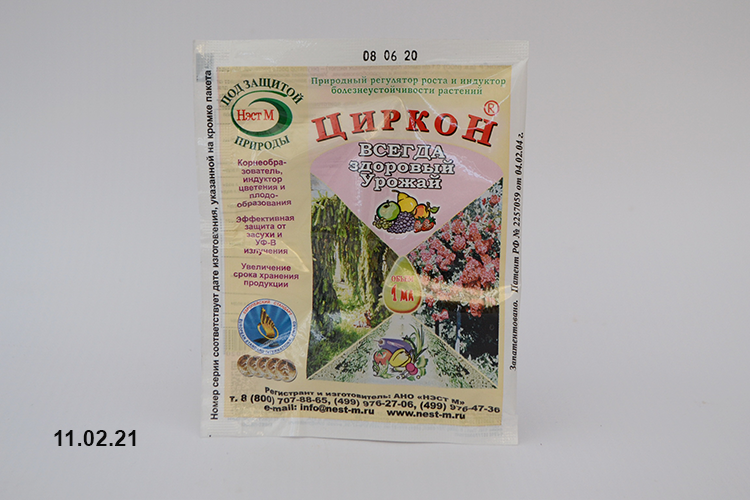 08 06 20
Природный регулятор роста и индуктор
болезнеустойчивости растений
ПОД ЗАЩИТОЙ
Нэст М
ПРИРОДЫ
ЦИРКОН®
ВСЕГДА
здоровый
Урожай
Корнеобра-
зователь,
индуктор
цветения и
плодо-
образования
Эффективная
защита от
засухи и
УФ-В
излучения
Увеличение
срока хранения
продукции
ОБЪЕМ
1 МЛ
Регистрант и изготовитель: АНО «НЭСТ М»
т. 8 (800) 707-88-65, (499) 976-27-06, (499) 976-47-36
e-mail: info@nest-m.ru www.nest-m.ru
Номер серии соответствует дате изготовления, указанной на кромке пакета
Запатентовано. Патент РФ № 2257059 от 04.02.04 г.
11.02.21